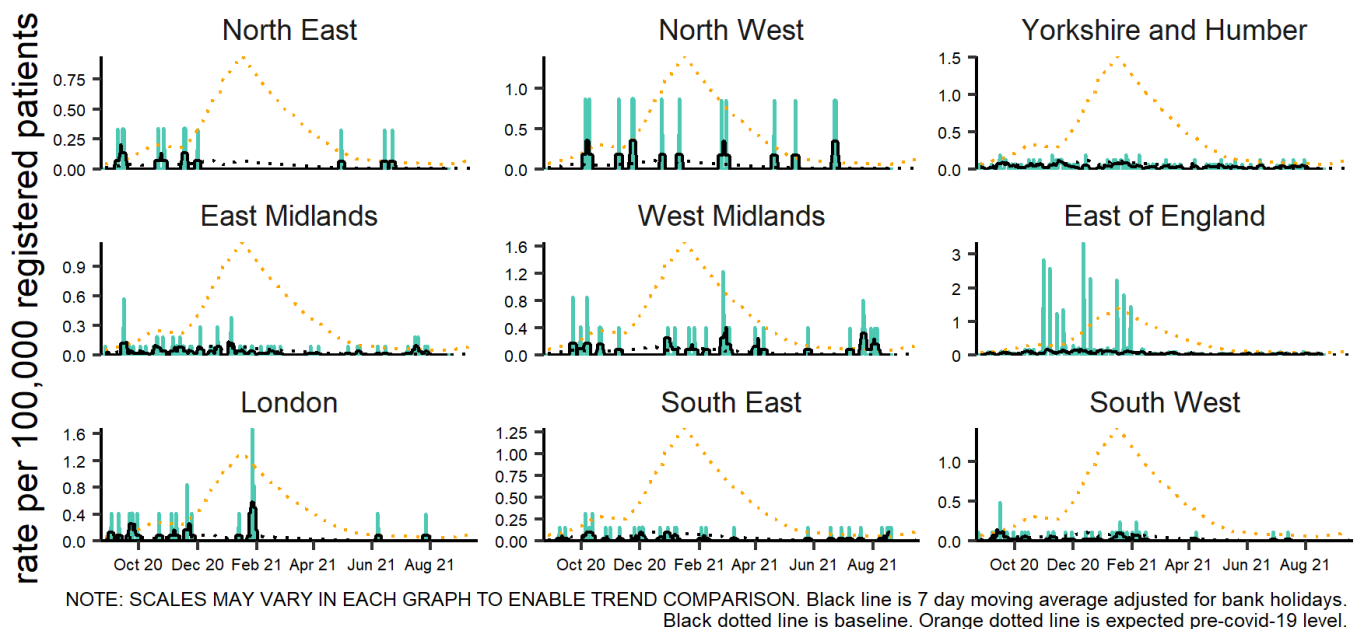 rate per 100,000 registered patients
North East
0.75
0.50
0.25
0.00
North West
1.0
0.5
0.0
Yorkshire and Humber
1.5
1.0
0.5
0.0
East Midlands
0.9
0.6
0.3
0.0
West Midlands
1.6
1.2
0.8
0.4
0.0
East of England
3
2
1
0
London
1.6
1.2
0.8
0.4
0.0
Oct 20 Dec 20 Feb 21 Apr 21 Jun 21 Aug 21
South East
1.25
1.00
0.75
0.50
0.25
0.00
Oct 20 Dec 20 Feb 21 Apr 21 Jun 21 Aug 21
South West
1.0
0.5
0.0
Oct 20 Dec 20 Feb 21 Apr 21 Jun 21 Aug 21
NOTE: SCALES MAY VARY IN EACH GRAPH TO ENABLE TREND COMPARISON. Black line is 7 day moving average adjusted for bank holidays.
Black dotted line is baseline. Orange dotted line is expected pre-covid-19 level.